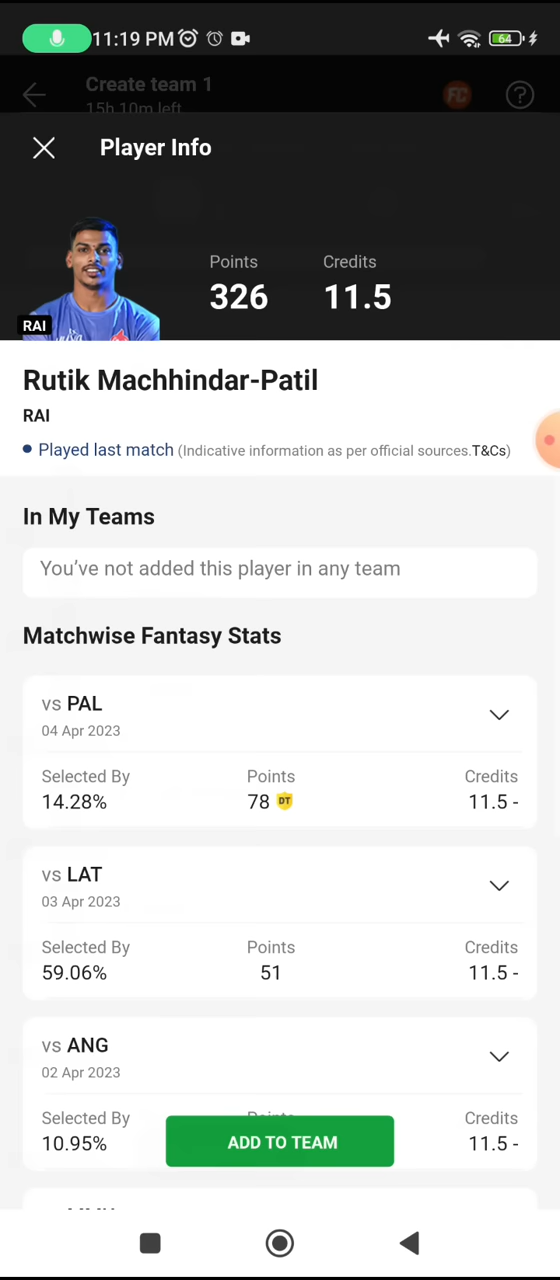 11:19 PM 64
Create team 1
15h 10m left
FC ?
Player Info
Points Credits
326 11.5
RAI
Rutik Machhindar-Patil
RAI
Played last match (Indicative information as per official sources.T&Cs)
In My Teams
You’ve not added this player in any team
Matchwise Fantasy Stats
vs PAL
04 Apr 2023
Selected By Points Credits
14.28% 78 DT 11.5 -
vs LAT
03 Apr 2023
Selected By Points Credits
59.06% 51 11.5 -
vs ANG
02 Apr 2023
Selected By Points Credits
10.95% 11.5 -
ADD TO TEAM